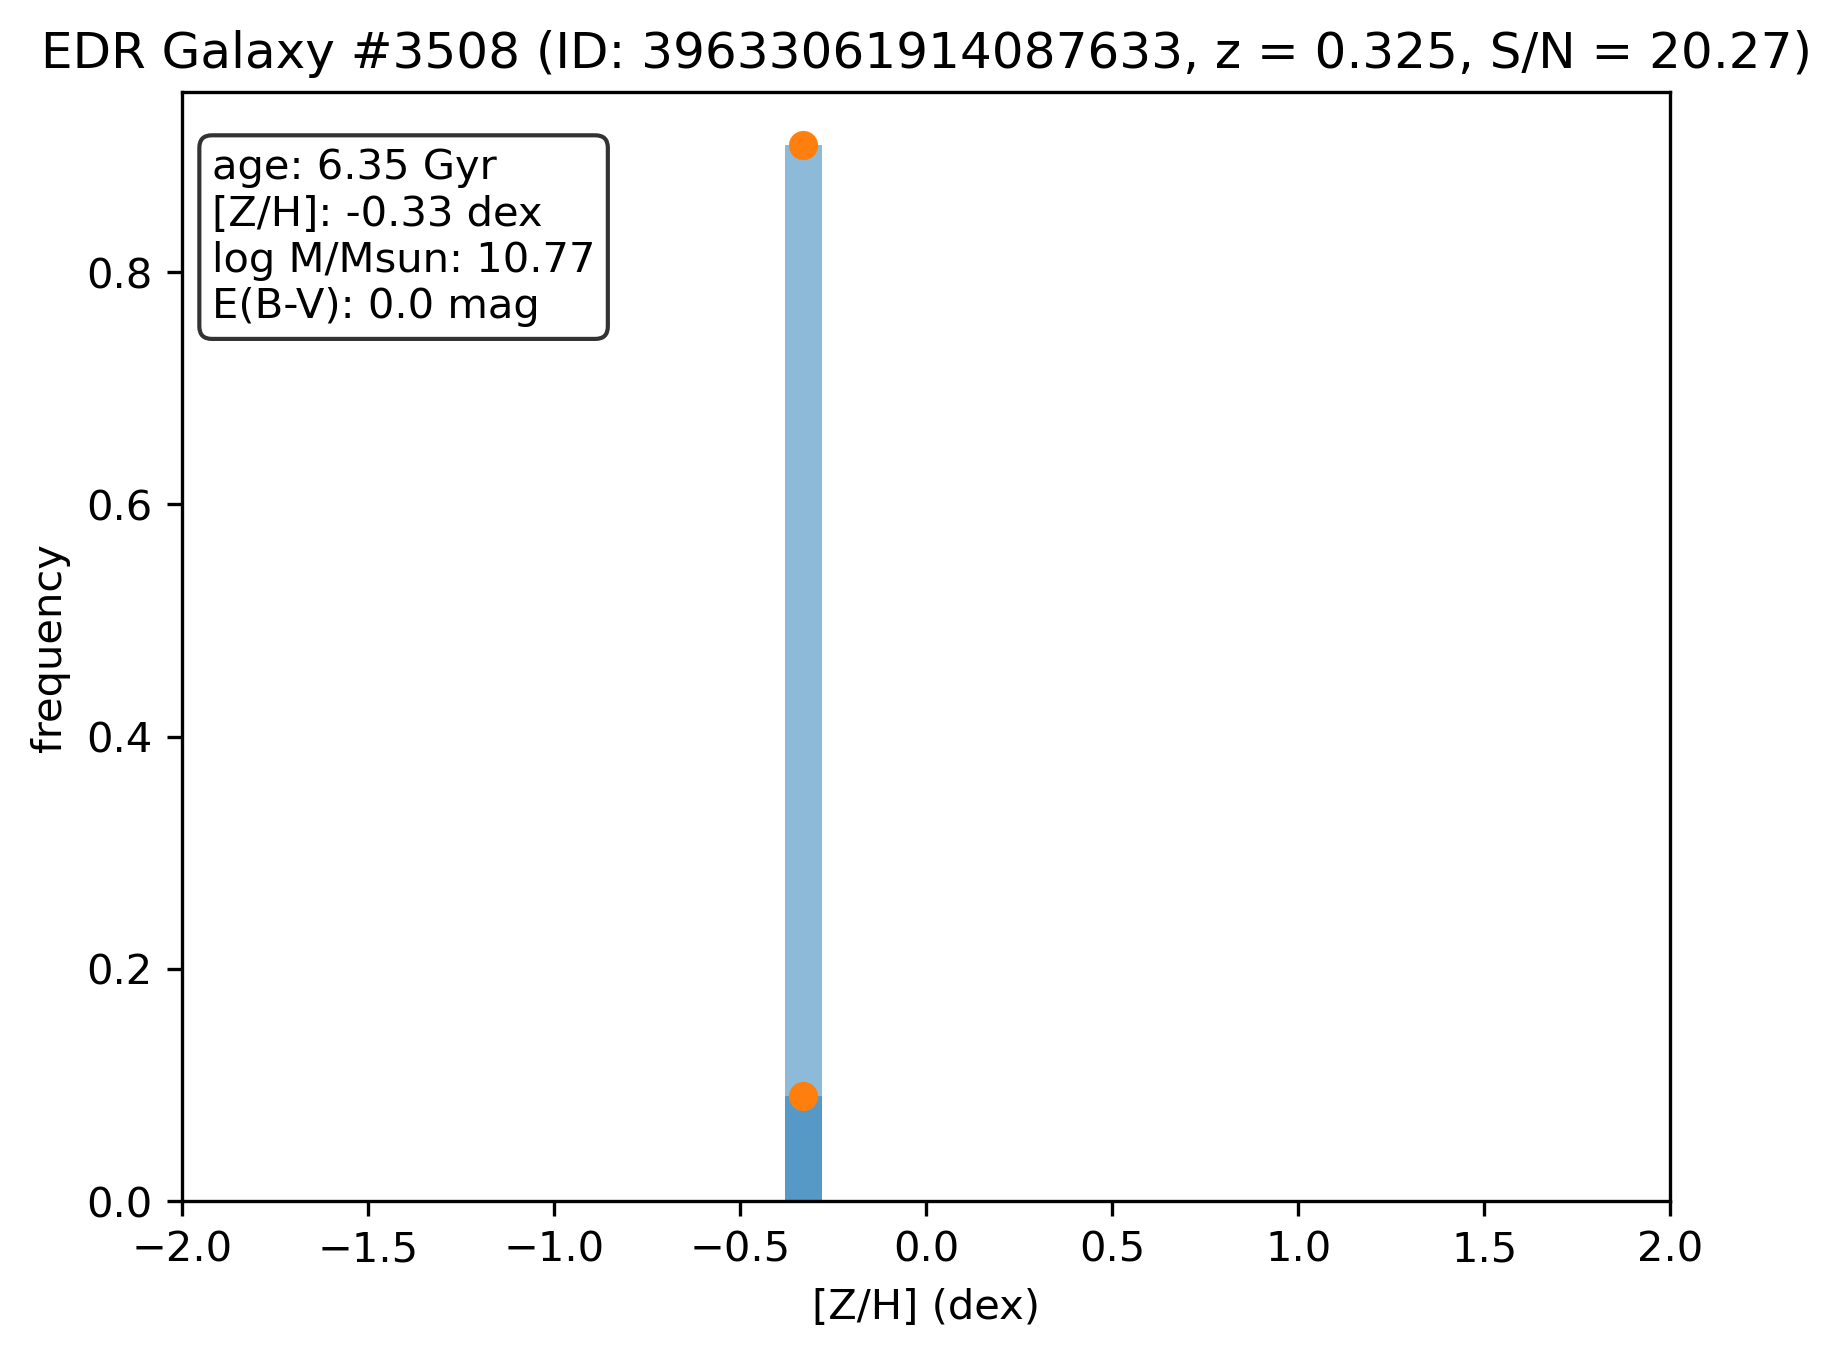 EDR Galaxy #3508 (ID: 39633061914087633, z = 0.325, S/N = 20.27)
age: 6.35 Gyr
[Z/H]: -0.33 dex
log M/Msun: 10.77
E(B-V): 0.0 mag
0.8
0.6
0.4
0.2
0.0
frequency
−2.0 −1.5 −1.0 −0.5 0.0 0.5 1.0 1.5 2.0
[Z/H] (dex)